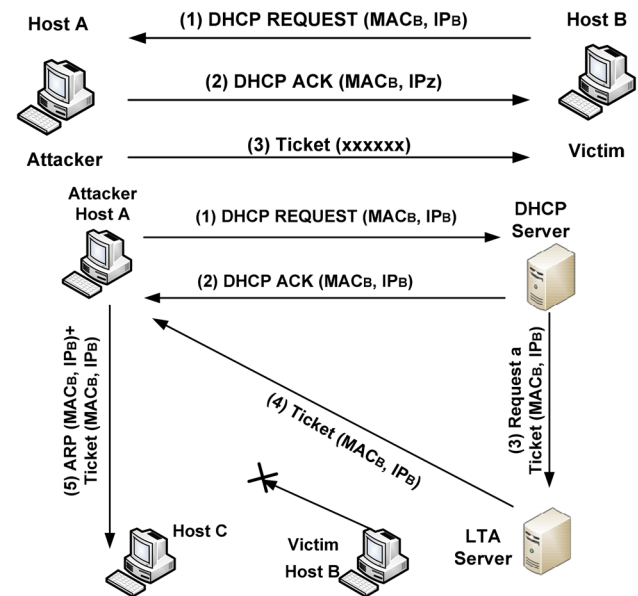 Host A
(1) DHCP REQUEST (MACB, IPB)
Host B
(2) DHCP ACK (MACB, IPz)
Attacker
(3) Ticket (xxxxxx)
Victim
Attacker
Host A
(1) DHCP REQUEST (MACB, IPB)
DHCP
Server
(2) DHCP ACK (MACB, IPB)
(5) ARP (MACB, IPB)+
Ticket (MACB, IPB)
(4) Ticket (MACB, IPB)
(3) Request a
Ticket (MACB, IPB)
Host C
Victim
Host B
LTA
Server